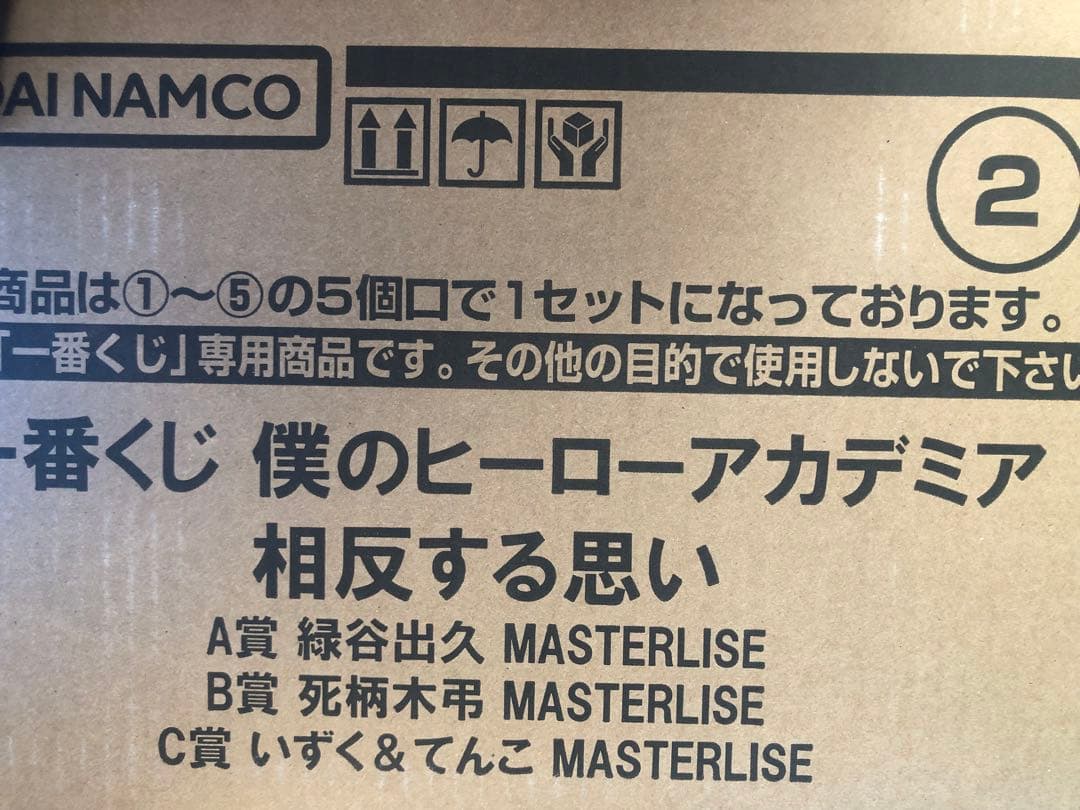 DAI NAMCO
2
商品は①～⑤の5個口で1セットになっております。
「一番くじ」専用商品です。その他の目的で使用しないで下さい
一番くじ 僕のヒーローアカデミア
相反する思い
A賞 緑谷出久 MASTERLISE
B賞 死柄木弔 MASTERLISE
C賞 いずく&てんこ MASTERLISE